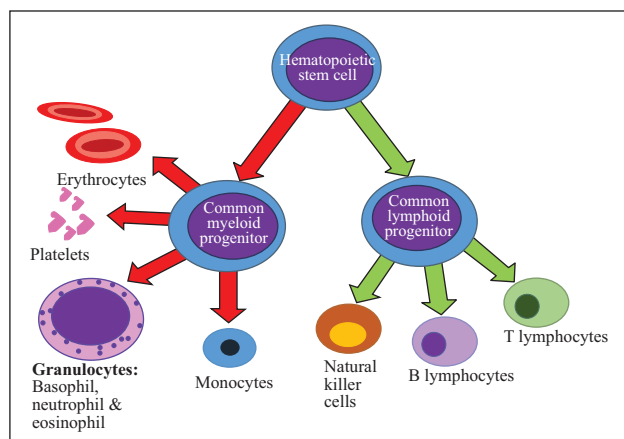 Hematopoietic
stem cell
Erythrocytes
Common
myeloid
progenitor
Common
lymphoid
progenitor
Platelets
T lymphocytes
Granulocytes:
Basophil,
neutrophil &
eosinophil
Monocytes
Natural
killer
cells
B lymphocytes